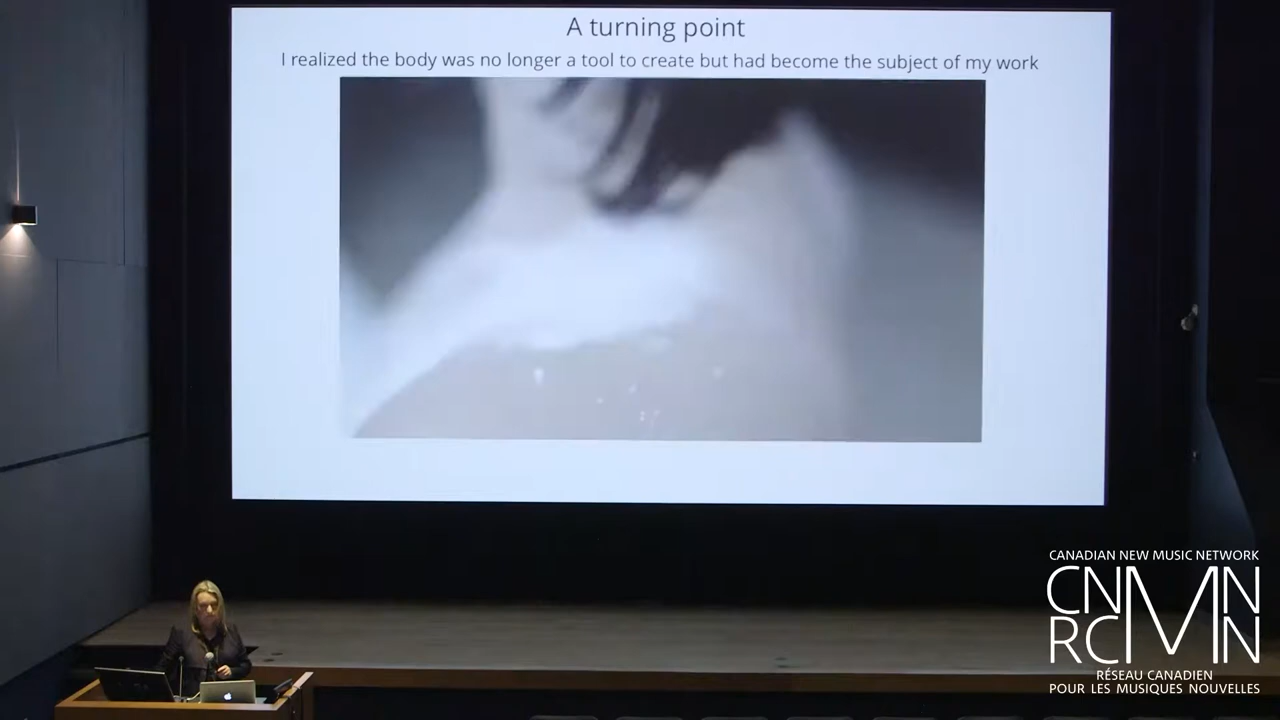 A turning point
I realized the body was no longer a tool to create but had become the subject of my work
CANADIAN NEW MUSIC NETWORK
CNMN
RCMN
RÉSEAU CANADIEN
POUR LES MUSIQUES NOUVELLES